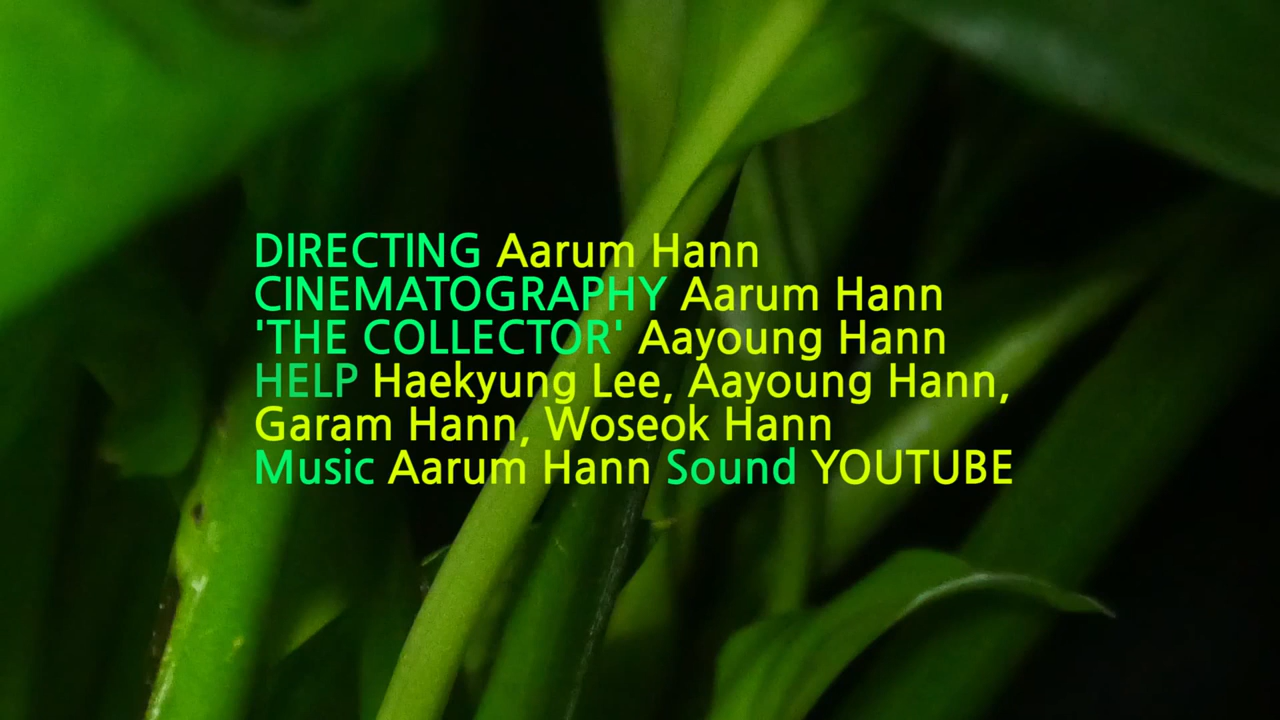 DIRECTING Aarum Hann
CINEMATOGRAPHY Aarum Hann
'THE COLLECTOR' Aayoung Hann
HELP Haekyung Lee, Aayoung Hann,
Garam Hann, Woseok Hann
Music Aarum Hann Sound YOUTUBE